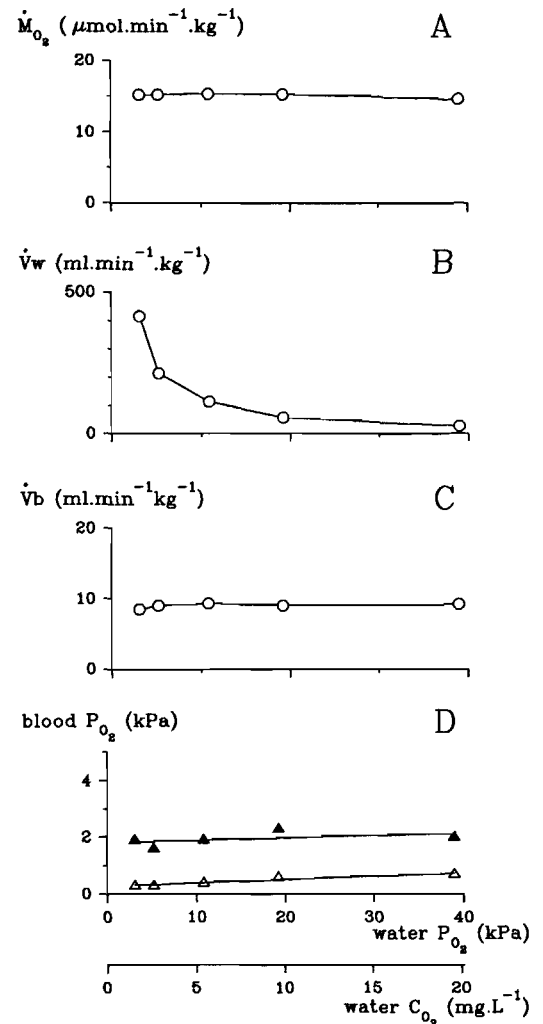 Ṁ_O₂ (μmol.min⁻¹.kg⁻¹) A
20
10
0
V̇w (ml.min⁻¹.kg⁻¹) B
500
0
V̇b (ml.min⁻¹kg⁻¹) C
20
10
0
blood P_O₂ (kPa) D
4
2
0
0 10 20 30 40
water P_O₂ (kPa)
0 5 10 15 20
water C_O₂ (mg.L⁻¹)